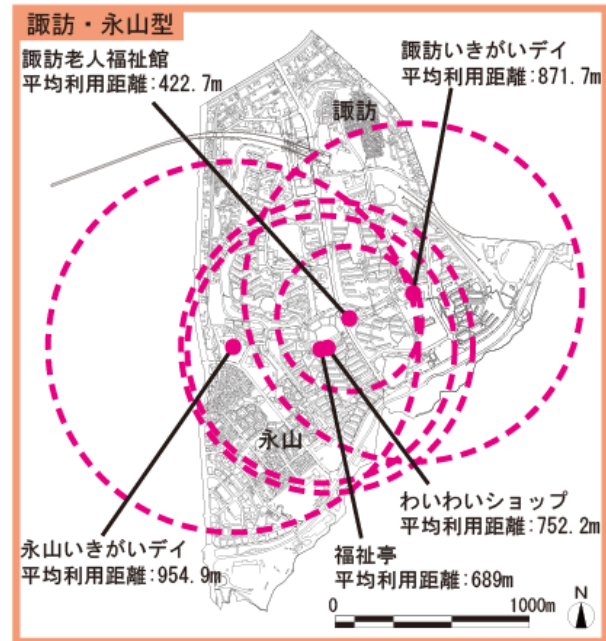 諏訪・永山型
諏訪老人福祉館
平均利用距離:422.7m
諏訪いきがいデイ
平均利用距離:871.7m
諏訪
永山
わいわいショップ
平均利用距離:752.2m
永山いきがいデイ
平均利用距離:954.9m
福祉亭
平均利用距離:689m
0 1000m
N